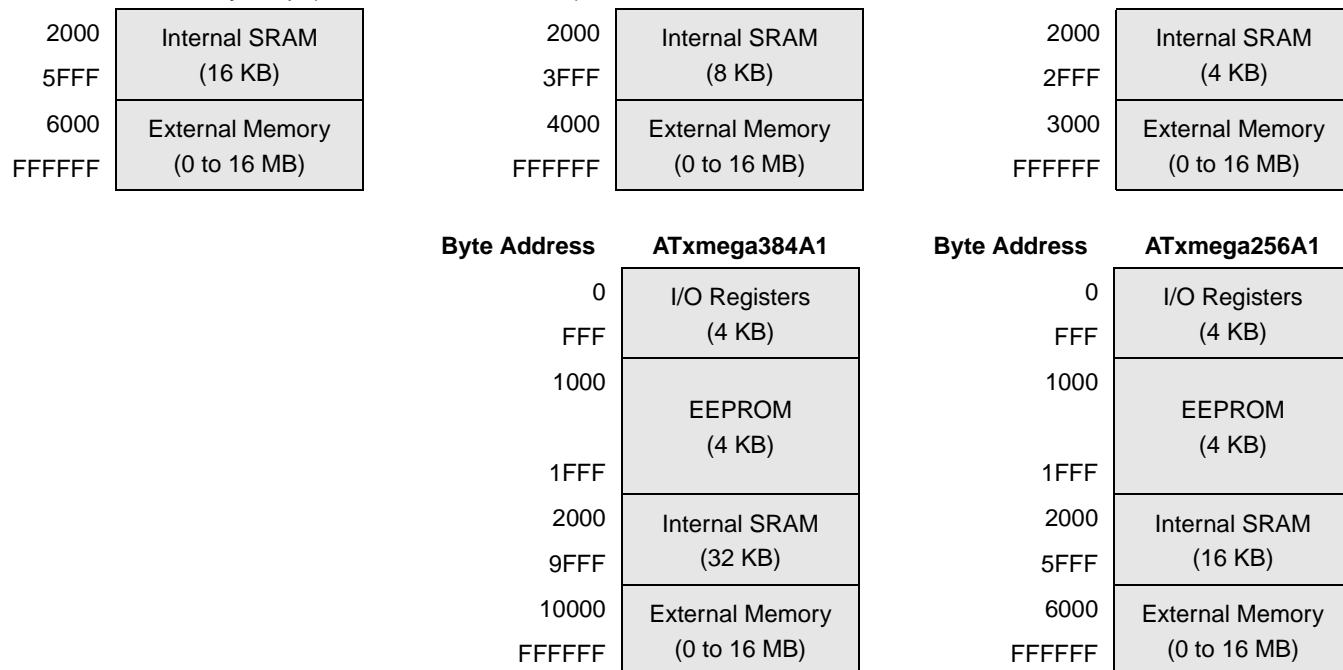 2000 Internal SRAM 2000 Internal SRAM 2000 Internal SRAM
5FFF (16 KB) 3FFF (8 KB) 2FFF (4 KB)
6000 External Memory 4000 External Memory 3000 External Memory
FFFFFF (0 to 16 MB) FFFFFF (0 to 16 MB) FFFFFF (0 to 16 MB)
Byte Address ATxmega384A1 Byte Address ATxmega256A1
0 I/O Registers 0 I/O Registers
FFF (4 KB) FFF (4 KB)
1000 1000
EEPROM EEPROM
(4 KB) (4 KB)
1FFF 1FFF
2000 Internal SRAM 2000 Internal SRAM
9FFF (32 KB) 5FFF (16 KB)
10000 External Memory 6000 External Memory
FFFFFF (0 to 16 MB) FFFFFF (0 to 16 MB)